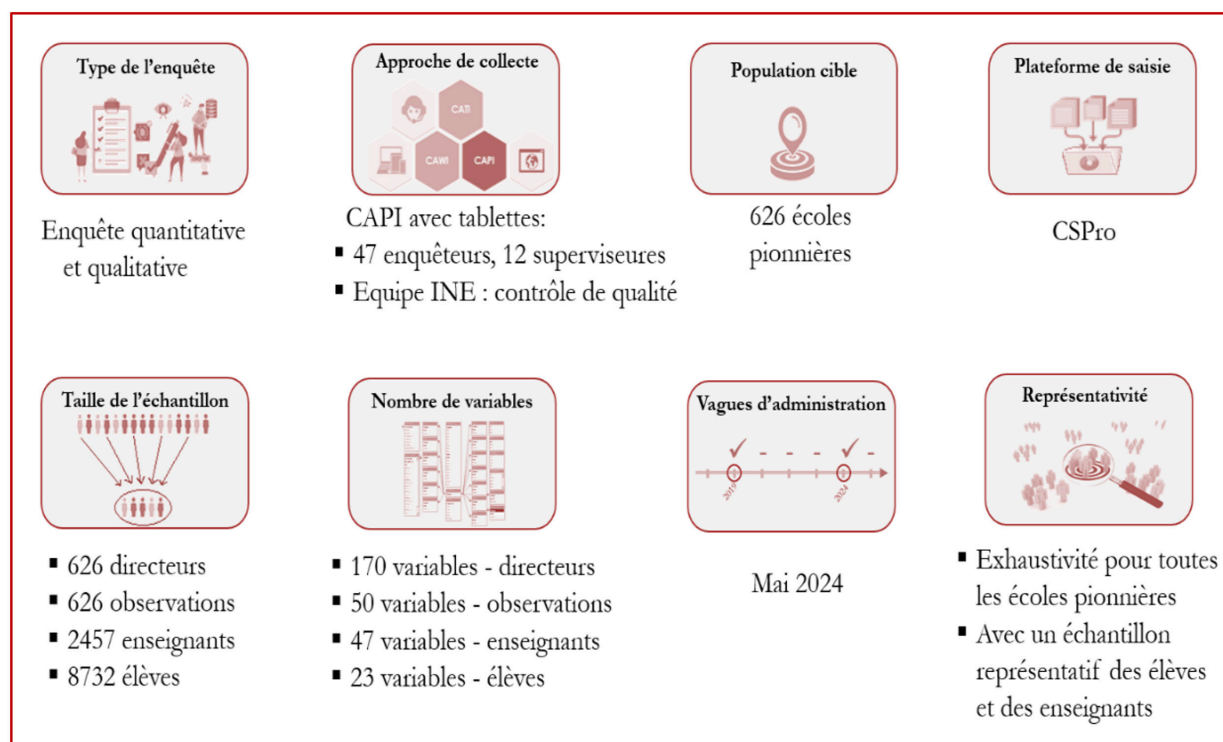 Type de l'enquête
Enquête quantitative
et qualitative
Approche de collecte
CATI
CAWI
CAPI
CAPI avec tablettes:
▪ 47 enquêteurs, 12 superviseures
▪ Equipe INE : contrôle de qualité
Population cible
626 écoles
pionnières
Plateforme de saisie
CSPro
Taille de l'échantillon
▪ 626 directeurs
▪ 626 observations
▪ 2457 enseignants
▪ 8732 élèves
Nombre de variables
▪ 170 variables - directeurs
▪ 50 variables - observations
▪ 47 variables - enseignants
▪ 23 variables - élèves
Vagues d'administration
2019
2024
Mai 2024
Représentativité
▪ Exhaustivité pour toutes
les écoles pionnières
▪ Avec un échantillon
représentatif des élèves
et des enseignants